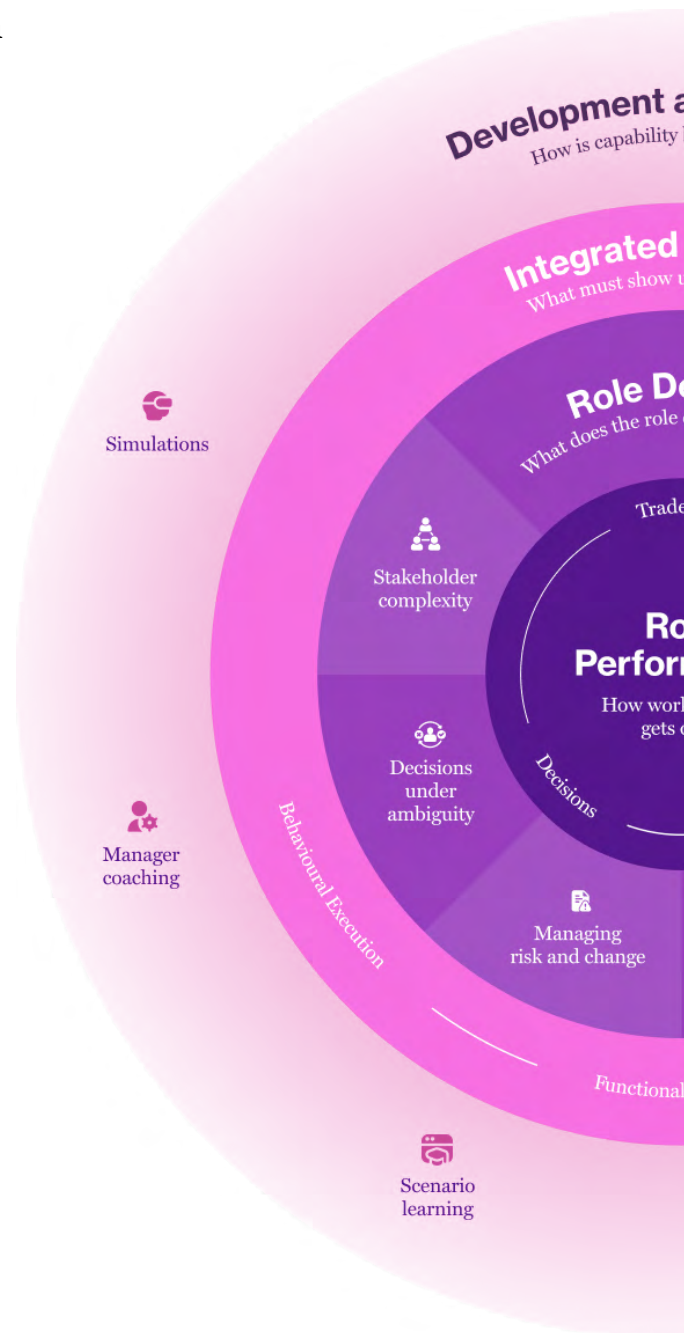 Development a
How is capability
Integrated
What must show u
Role De
What does the role
Trade
Simulations
Stakeholder
complexity
Ro
Perfor
How work
gets
Decisions
under
ambiguity
Decisions
Behavioural Execution
Manager
coaching
Managing
risk and change
Functional
Scenario
learning